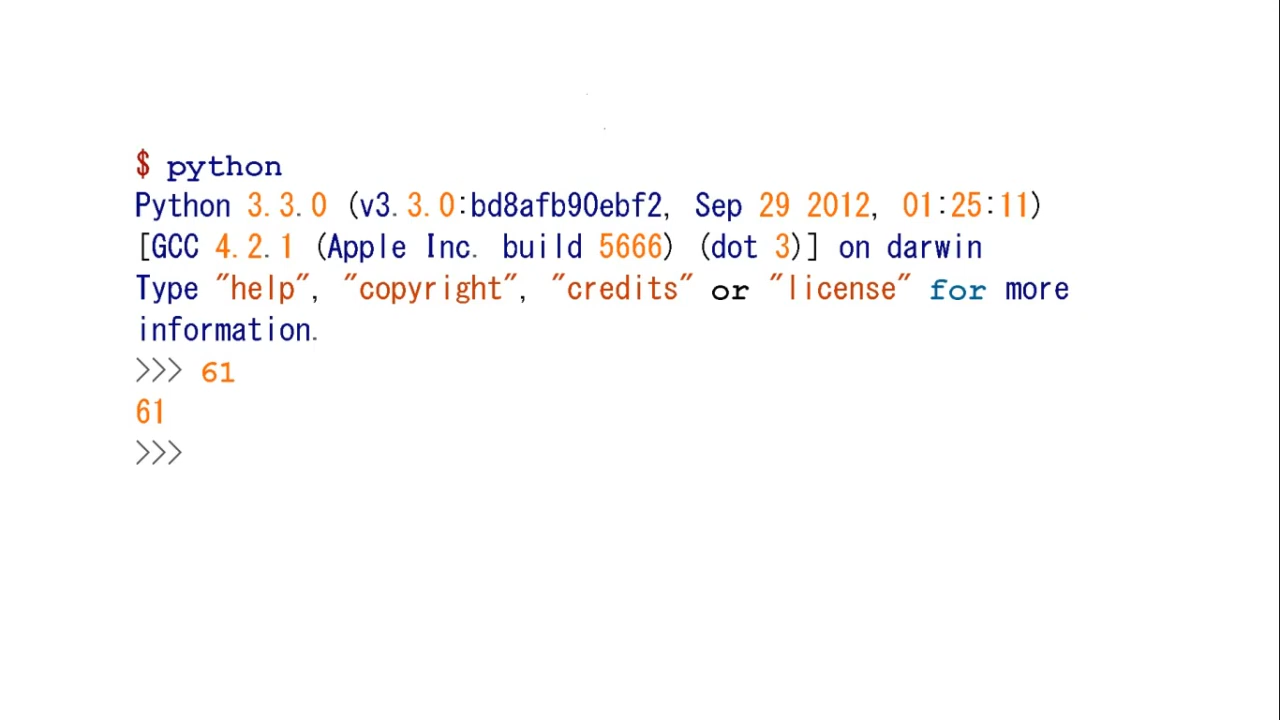 $ python
Python 3.3.0 (v3.3.0:bd8afb90ebf2, Sep 29 2012, 01:25:11)
[GCC 4.2.1 (Apple Inc. build 5666) (dot 3)] on darwin
Type "help", "copyright", "credits" or "license" for more
information.
>>> 61
61
>>>